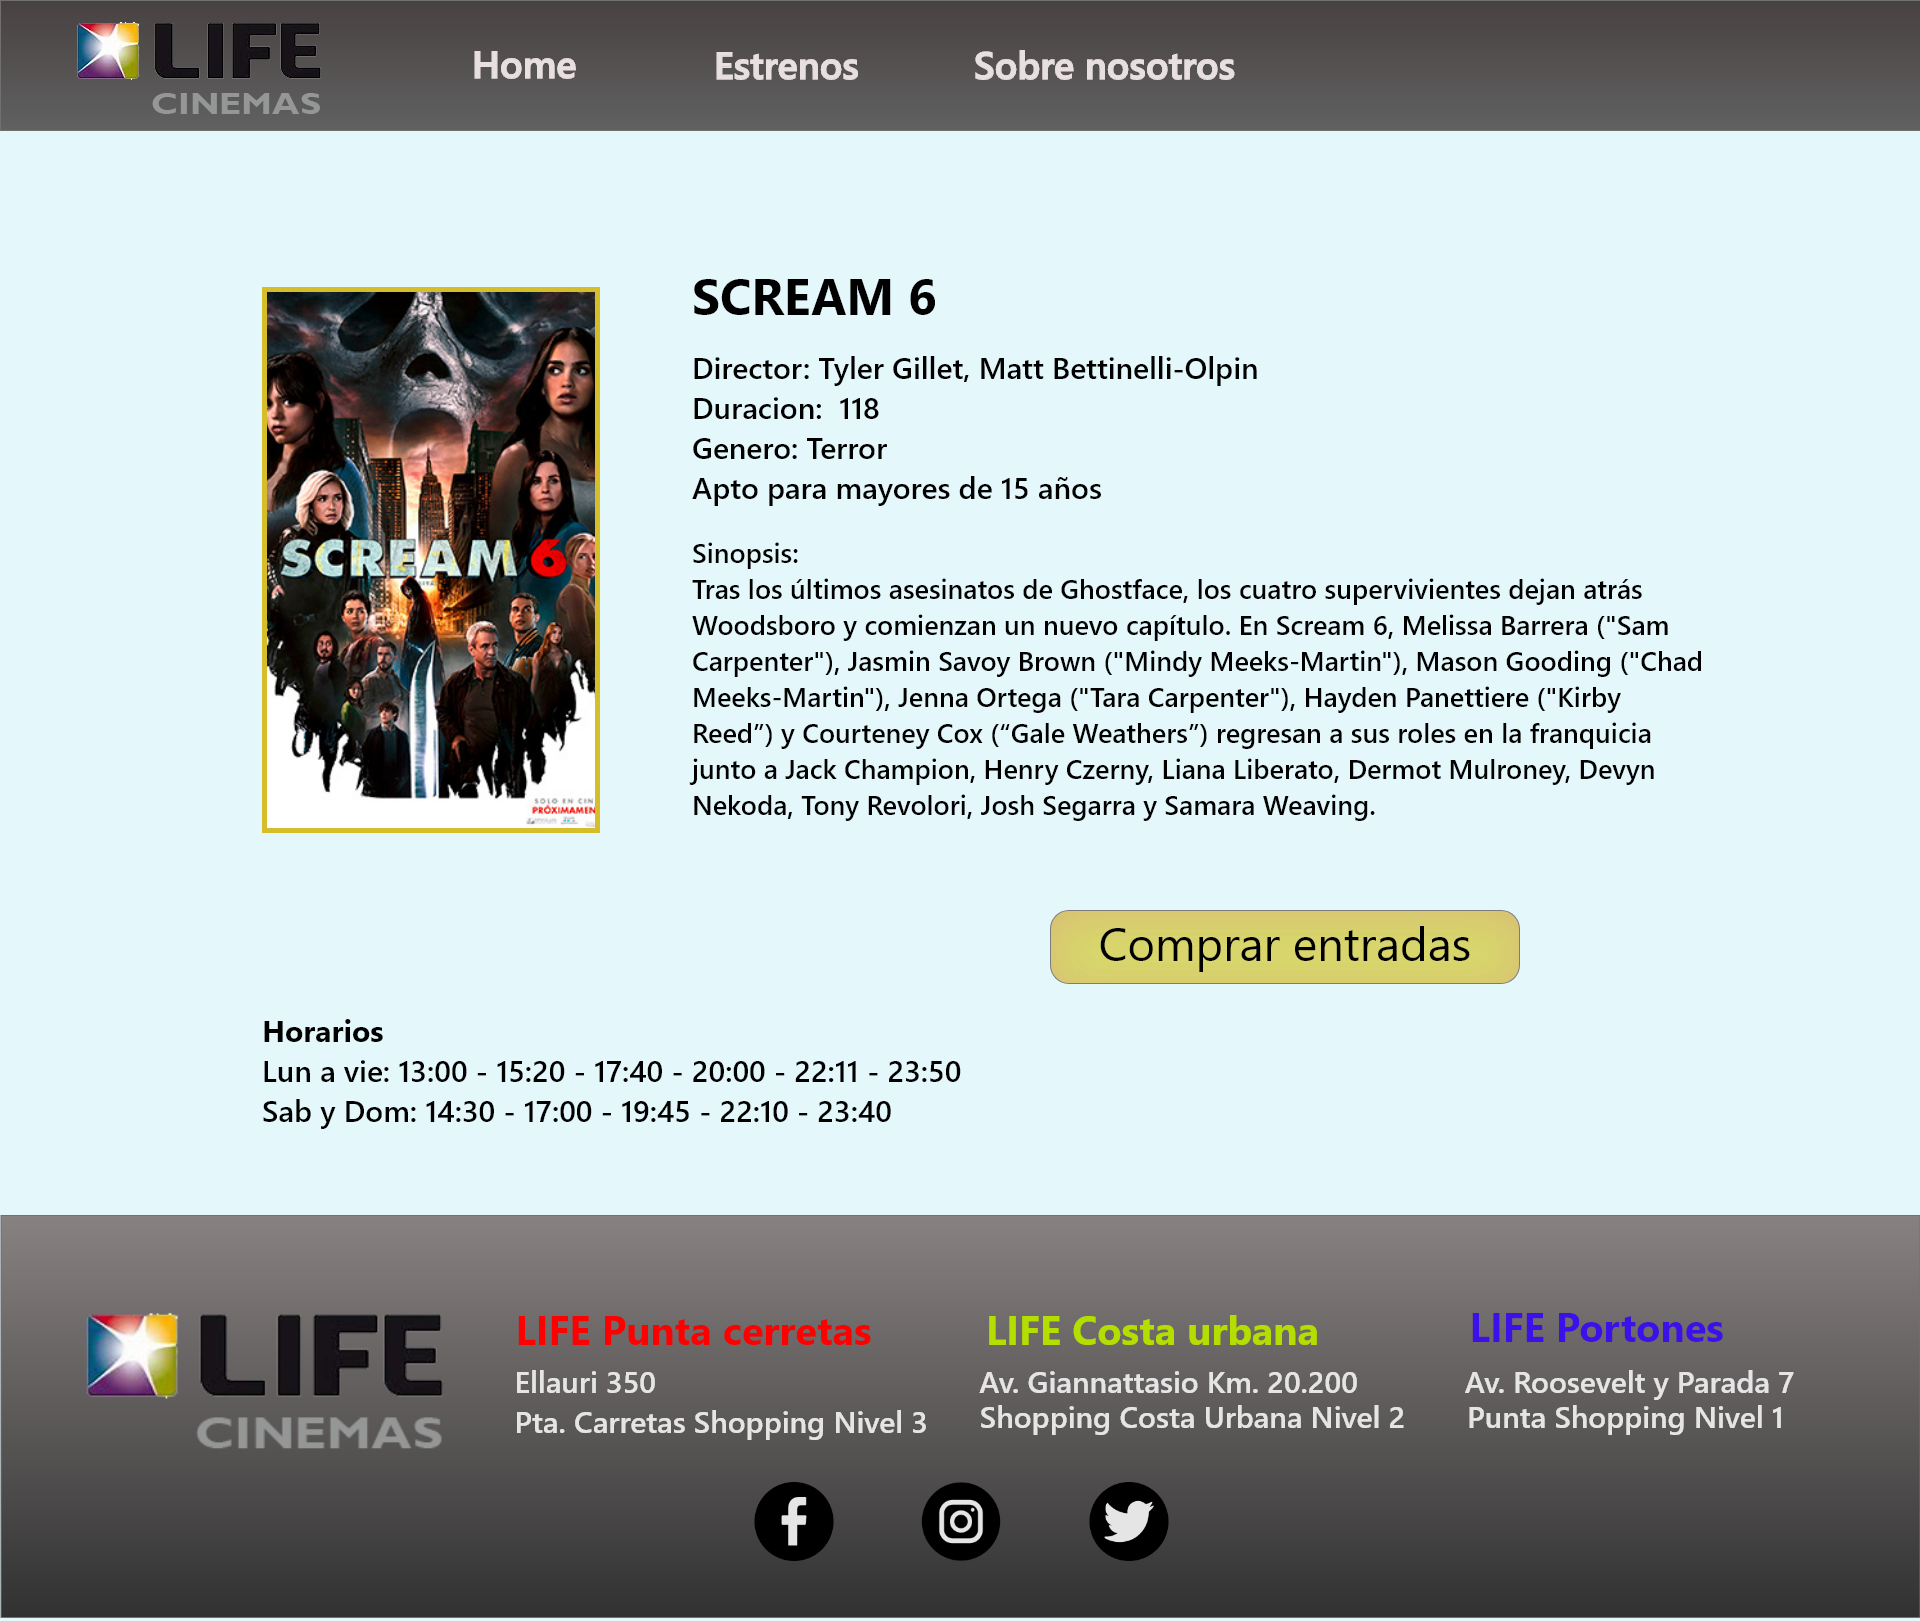 LIFE
CINEMAS
Home
Estrenos
Sobre nosotros
SCREAM 6
Director: Tyler Gillet, Matt Bettinelli-Olpin
Duracion:  118
Genero: Terror
Apto para mayores de 15 años
SCREAM 6
SOLO EN CIN
PRÓXIMAMEN
Sinopsis:
Tras los últimos asesinatos de Ghostface, los cuatro supervivientes dejan atrás
Woodsboro y comienzan un nuevo capítulo. En Scream 6, Melissa Barrera ("Sam
Carpenter"), Jasmin Savoy Brown ("Mindy Meeks-Martin"), Mason Gooding ("Chad
Meeks-Martin"), Jenna Ortega ("Tara Carpenter"), Hayden Panettiere ("Kirby
Reed”) y Courteney Cox (“Gale Weathers”) regresan a sus roles en la franquicia
junto a Jack Champion, Henry Czerny, Liana Liberato, Dermot Mulroney, Devyn
Nekoda, Tony Revolori, Josh Segarra y Samara Weaving.
Comprar entradas
Horarios
Lun a vie: 13:00 - 15:20 - 17:40 - 20:00 - 22:11 - 23:50
Sab y Dom: 14:30 - 17:00 - 19:45 - 22:10 - 23:40
LIFE
CINEMAS
LIFE Punta cerretas
Ellauri 350
Pta. Carretas Shopping Nivel 3
LIFE Costa urbana
Av. Giannattasio Km. 20.200
Shopping Costa Urbana Nivel 2
LIFE Portones
Av. Roosevelt y Parada 7
Punta Shopping Nivel 1